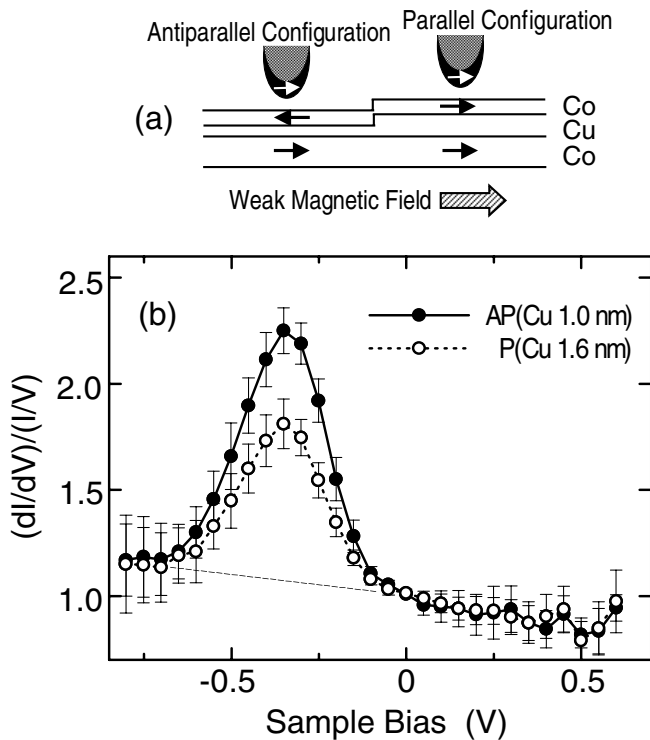 Antiparallel Configuration
Parallel Configuration
(a)
Co
Cu
Co
Weak Magnetic Field
(b)
AP(Cu 1.0 nm)
P(Cu 1.6 nm)
2.5
2.0
1.5
1.0
(dI/dV)/(I/V)
-0.5
0
0.5
Sample Bias (V)